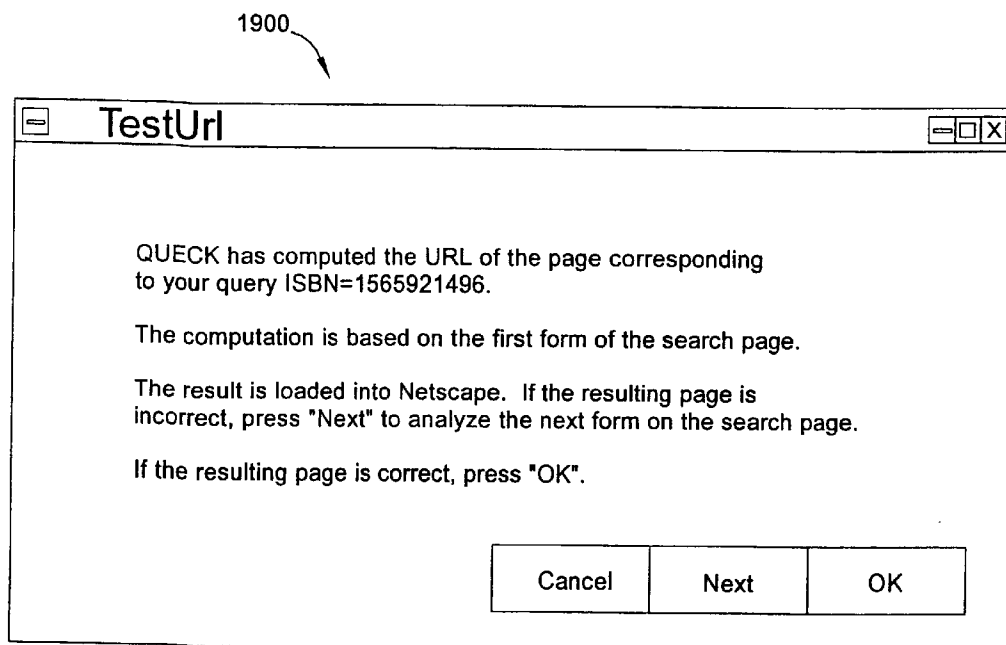 1900
TestUrl
X
QUECK has computed the URL of the page corresponding
to your query ISBN=1565921496.
The computation is based on the first form of the search page.
The result is loaded into Netscape. If the resulting page is
incorrect, press "Next" to analyze the next form on the search page.
If the resulting page is correct, press "OK".
Cancel Next OK